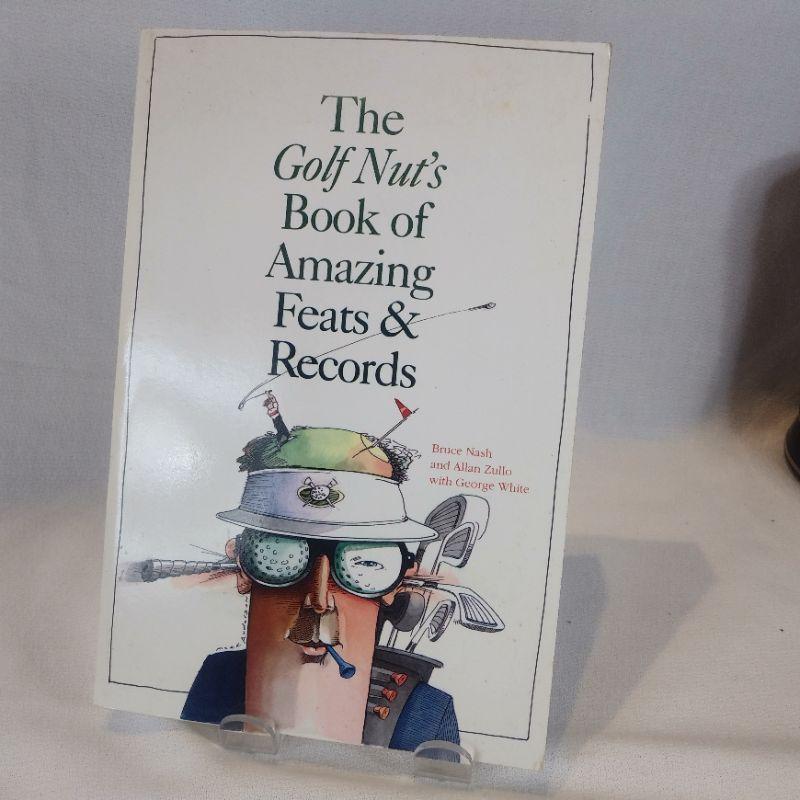 The
Golf Nut's
Book of
Amazing
Feats &
Records
Bruce Nash
and Allan Zullo
with George White